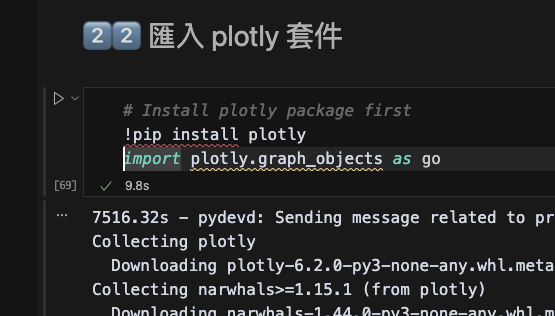 2️⃣2️⃣ 匯入 plotly 套件
# Install plotly package first
!pip install plotly
import plotly.graph_objects as go
[69]
9.8s
...
7516.32s - pydevd: Sending message related to pr
Collecting plotly
  Downloading plotly-6.2.0-py3-none-any.whl.meta
Collecting narwhals>=1.15.1 (from plotly)
  Downloading narwhals-1.44.0-py3-none-any.whl.m